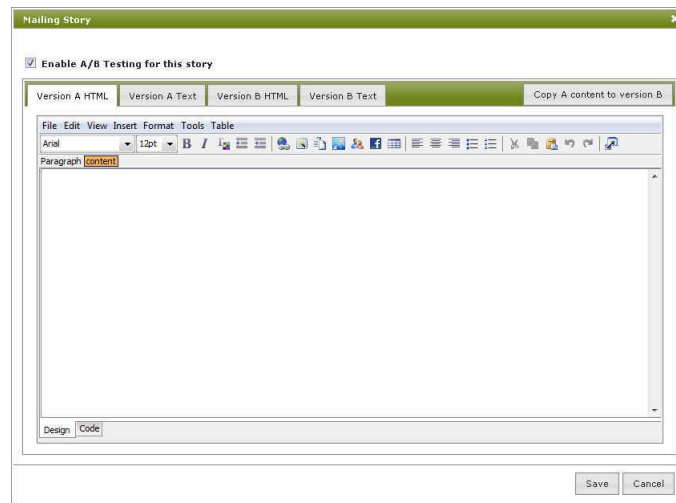 Mailing Story
Enable A/B Testing for this story
Version A HTML Version A Text Version B HTML Version B Text Copy A content to version B
File Edit View Insert Format Tools Table
Arial 12pt B I
Paragraph content
Design Code
Save Cancel